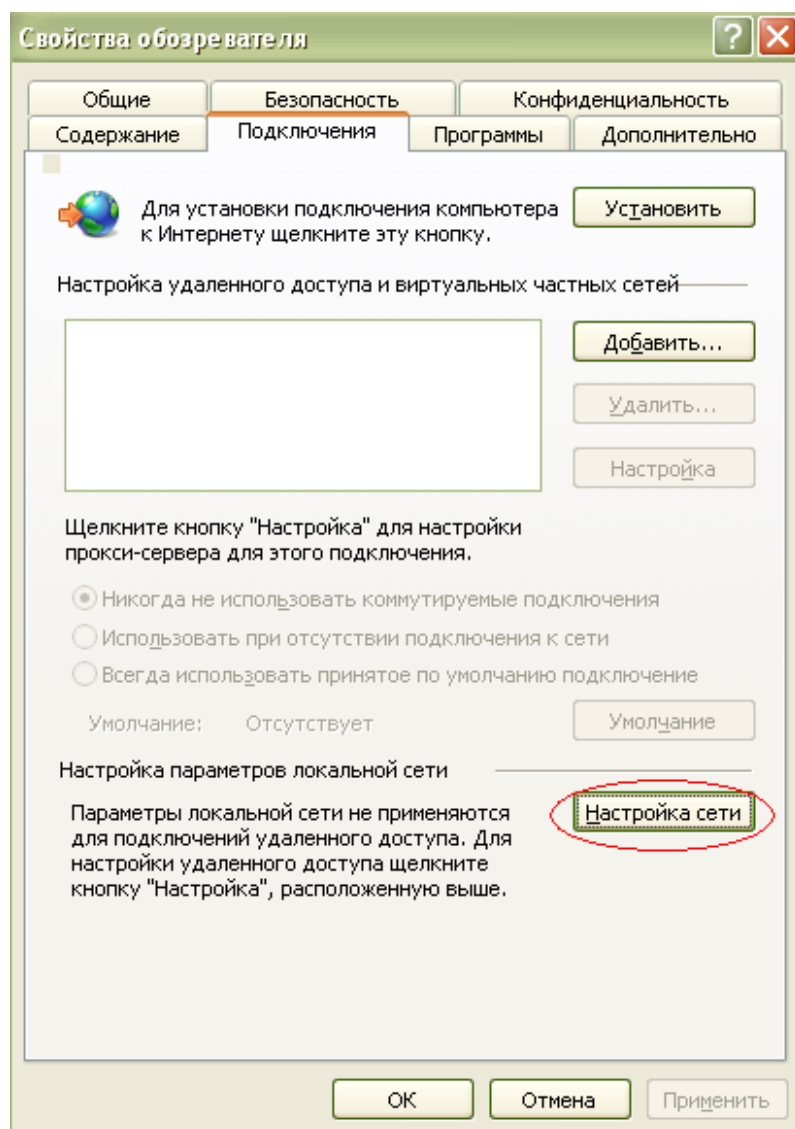 Свойства обозревателя
Общие Безопасность Конфиденциальность
Содержание Подключения Программы Дополнительно
Для установки подключения компьютера
к Интернету щелкните эту кнопку.
Установить
Настройка удаленного доступа и виртуальных частных сетей
Добавить...
Удалить...
Настройка
Щелкните кнопку "Настройка" для настройки
прокси-сервера для этого подключения.
Никогда не использовать коммутируемые подключения
Использовать при отсутствии подключения к сети
Всегда использовать принятое по умолчанию подключение
Умолчание: Отсутствует Умолчание
Настройка параметров локальной сети
Параметры локальной сети не применяются
для подключений удаленного доступа. Для
настройки удаленного доступа щелкните
кнопку "Настройка", расположенную выше.
Настройка сети
ОК Отмена Применить